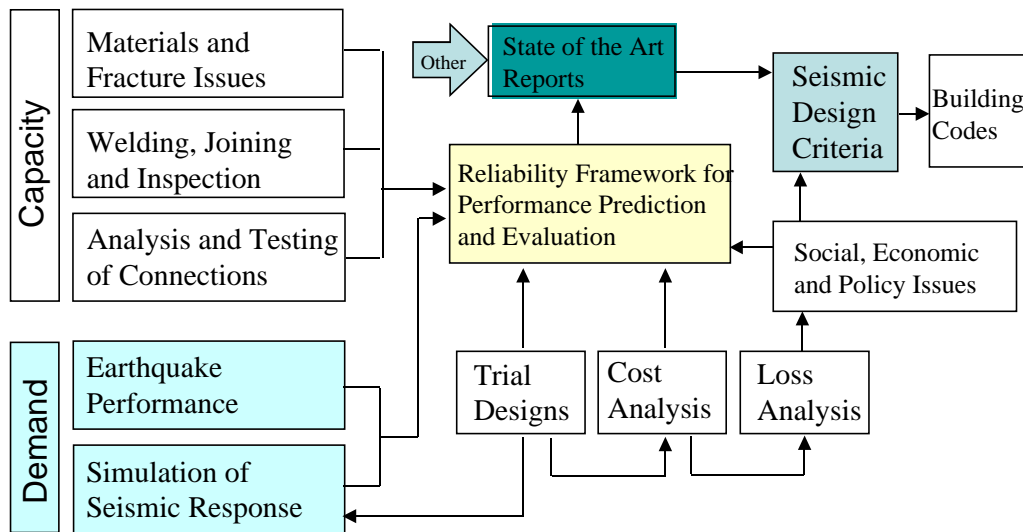 Capacity
Materials and
Fracture Issues
Welding, Joining
and Inspection
Analysis and Testing
of Connections
Demand
Earthquake
Performance
Simulation of
Seismic Response
Other
State of the Art
Reports
Reliability Framework for
Performance Prediction
and Evaluation
Trial
Designs
Cost
Analysis
Loss
Analysis
Social, Economic
and Policy Issues
Seismic
Design
Criteria
Building
Codes